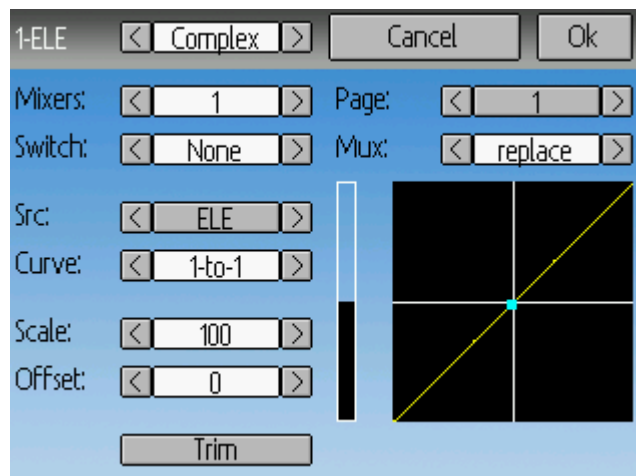 1-ELE < Complex > Cancel Ok
Mixers: < 1 > Page: < 1 >
Switch: < None > Mux: < replace >
Src: < ELE >
Curve: < 1-to-1 >
Scale: < 100 >
Offset: < 0 >
Trim